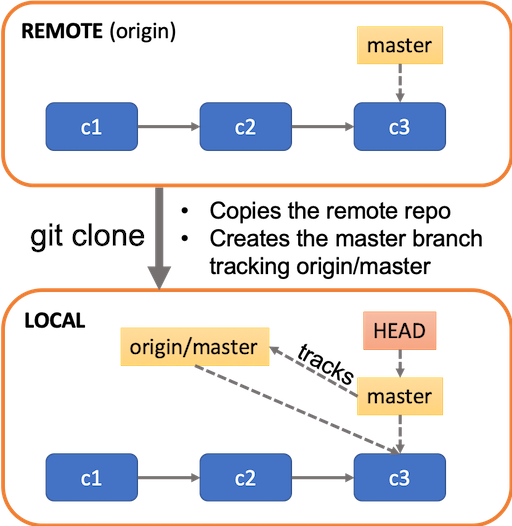 REMOTE (origin)
master
c1
c2
c3
git clone
• Copies the remote repo
• Creates the master branch
tracking origin/master
LOCAL
HEAD
origin/master
tracks
master
c1
c2
c3